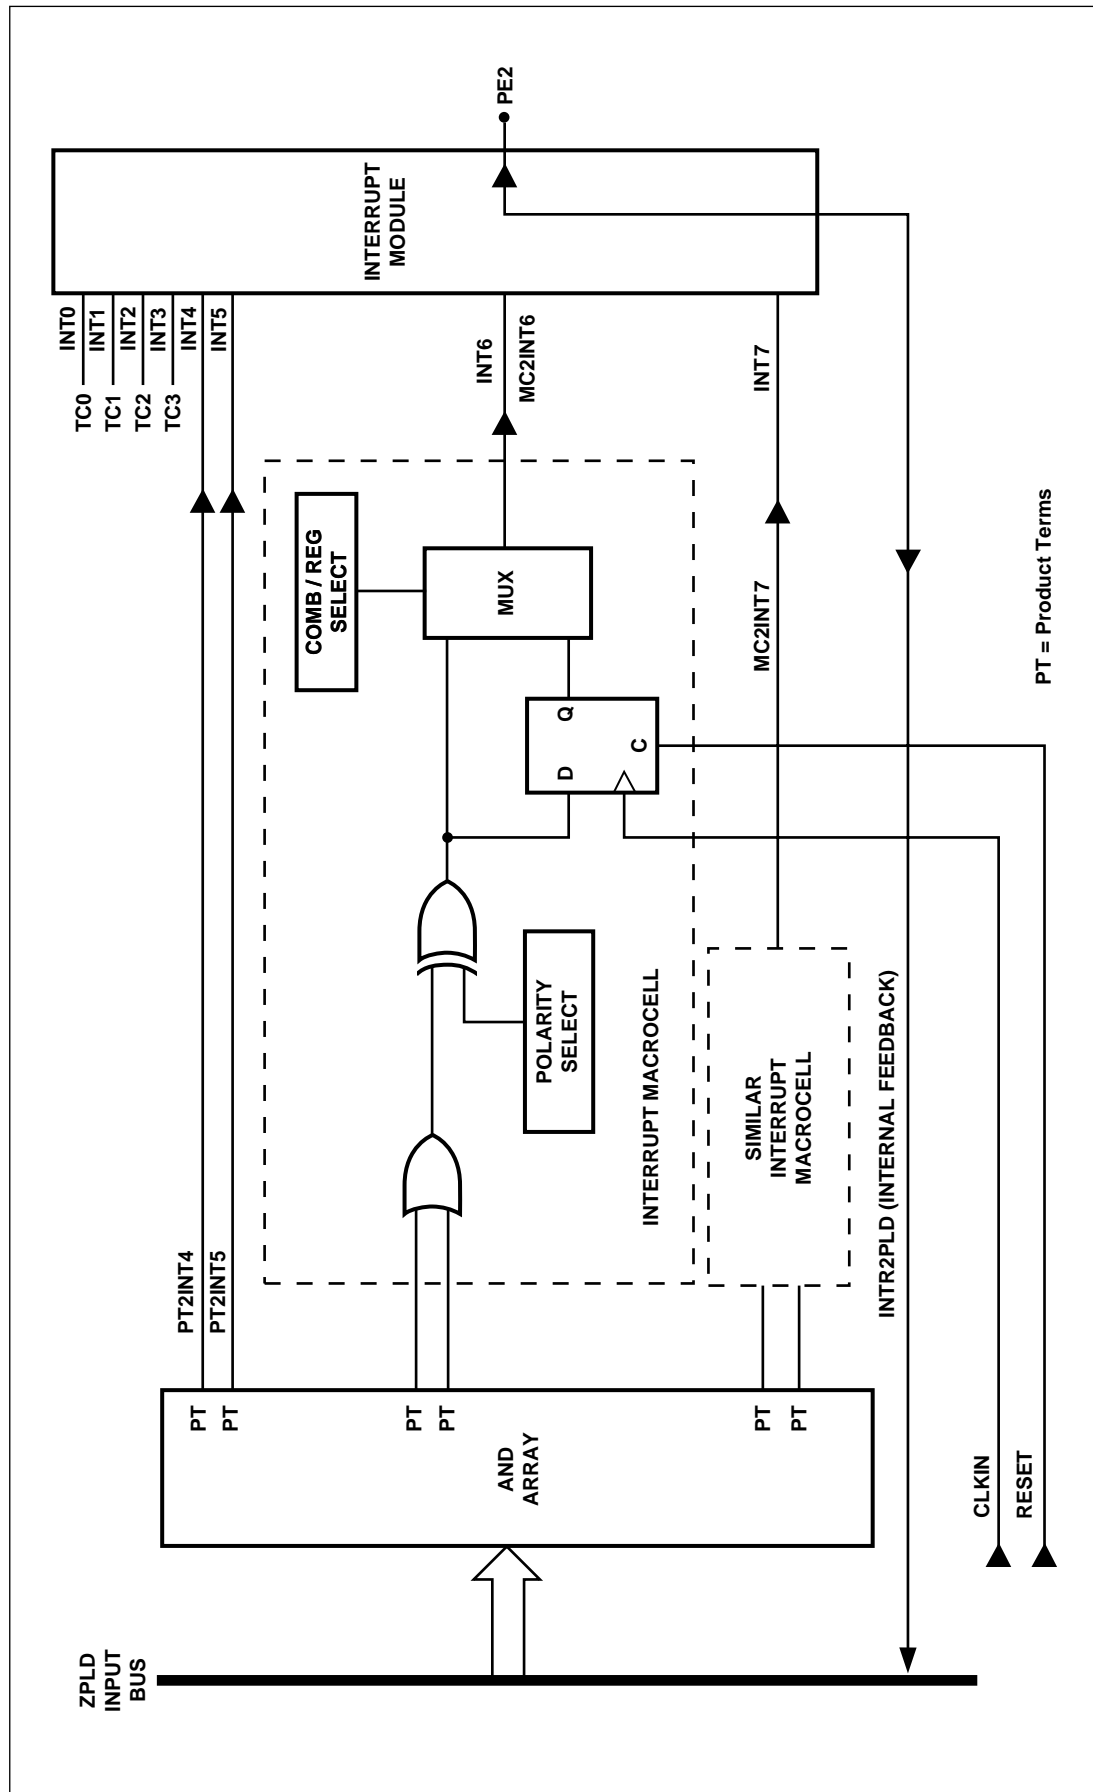 ZPLD
INPUT
BUS
AND
ARRAY
PT
PT
PT
PT
PT
PT
PT2INT4
PT2INT5
POLARITY
SELECT
INTERRUPT MACROCELL
D
Q
C
COMB / REG
SELECT
MUX
SIMILAR
INTERRUPT
MACROCELL
TC0
TC1
TC2
TC3
INT0
INT1
INT2
INT3
INT4
INT5
INT6
MC2INT6
MC2INT7
INT7
INTERRUPT
MODULE
PE2
INTR2PLD (INTERNAL FEEDBACK)
CLKIN
RESET
PT = Product Terms